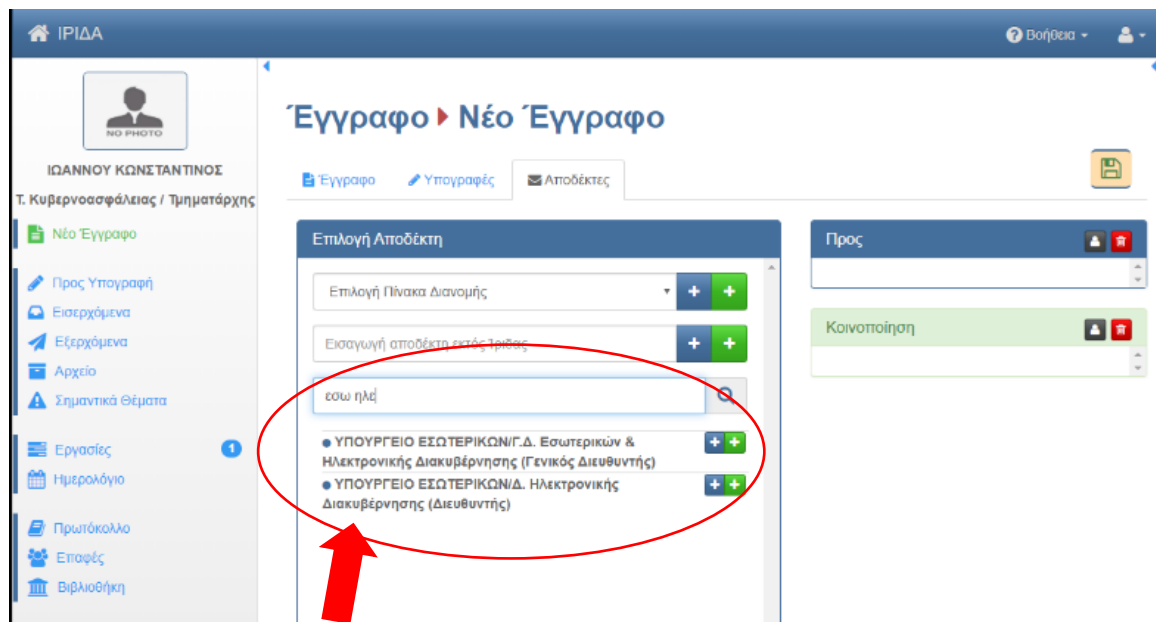 ΙΡΙΔΑ
Βοήθεια
NO PHOTO
ΙΩΑΝΝΟΥ ΚΩΝΣΤΑΝΤΙΝΟΣ
Τ. Κυβερνοασφάλειας / Τμηματάρχης
Νέο Έγγραφο
Προς Υπογραφή
Εισερχόμενα
Εξερχόμενα
Αρχείο
Σημαντικά Θέματα
Εργασίες 1
Ημερολόγιο
Πρωτόκολλο
Επαφές
Βιβλιοθήκη
Έγγραφο Νέο Έγγραφο
Έγγραφο Υπογραφές Αποδέκτες
Επιλογή Αποδέκτη
Επιλογή Πίνακα Διανομής
Εισαγωγή αποδέκτη εκτός Ίριδας
εσω ηλε
ΥΠΟΥΡΓΕΙΟ ΕΣΩΤΕΡΙΚΩΝ/Γ.Δ. Εσωτερικών &
Ηλεκτρονικής Διακυβέρνησης (Γενικός Διευθυντής)
ΥΠΟΥΡΓΕΙΟ ΕΣΩΤΕΡΙΚΩΝ/Δ. Ηλεκτρονικής
Διακυβέρνησης (Διευθυντής)
Προς
Κοινοποίηση